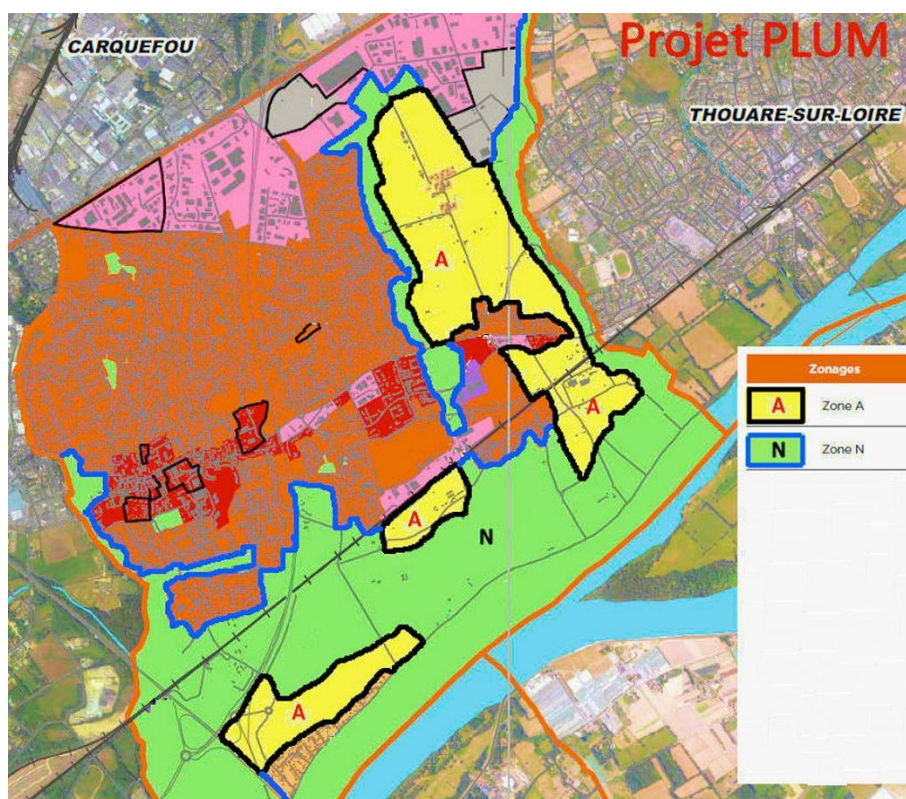 Projet PLUM
CARQUEFOU
THOUARE-SUR-LOIRE
A
A
A
N
A
Zonages
A Zone A
N Zone N